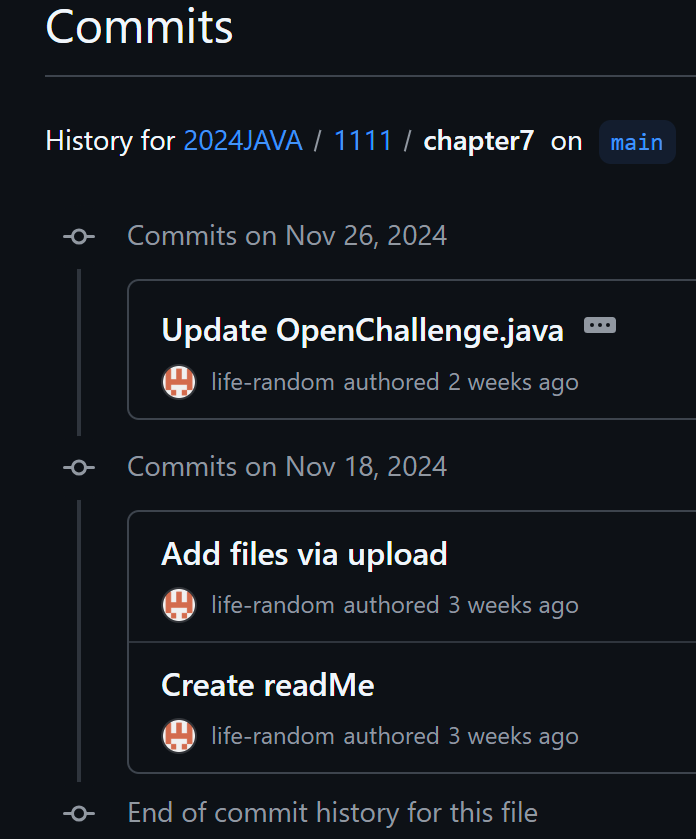 Commits
History for 2024JAVA / 1111 / chapter7 on main
Commits on Nov 26, 2024
Update OpenChallenge.java
life-random authored 2 weeks ago
Commits on Nov 18, 2024
Add files via upload
life-random authored 3 weeks ago
Create readMe
life-random authored 3 weeks ago
End of commit history for this file